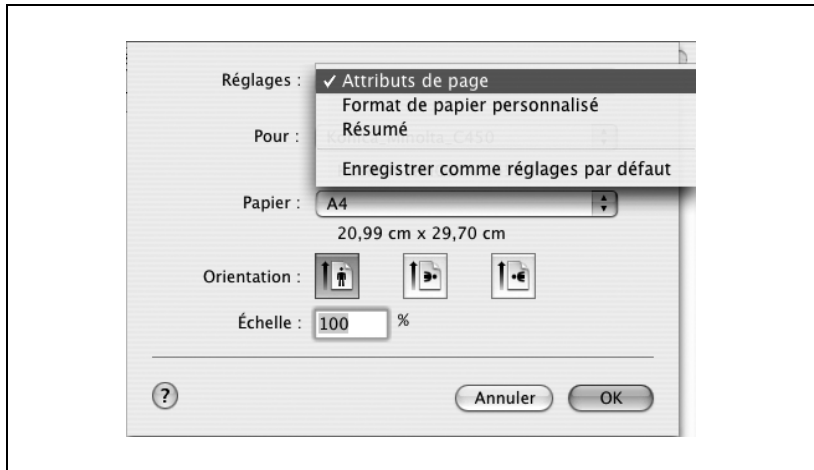 Réglages : ✓ Attributs de page
Format de papier personnalisé
Résumé
Enregistrer comme réglages par défaut
Pour : Konica_Minolta_C450
Papier : A4
20,99 cm x 29,70 cm
Orientation :
Échelle : 100 %
? Annuler OK